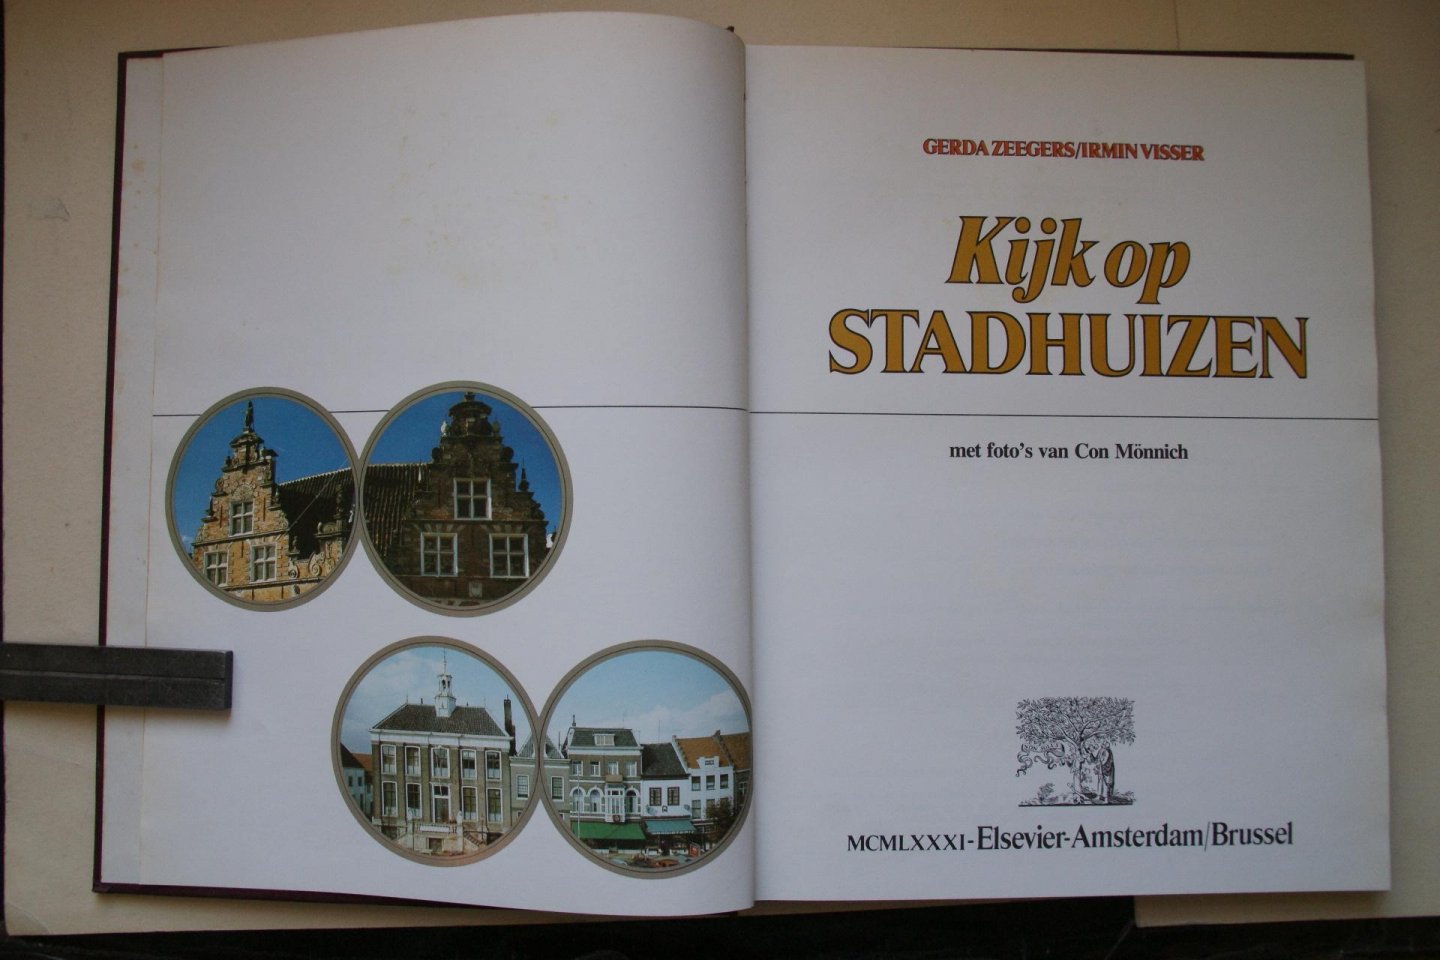 GERDA ZEEGERS/IRMIN VISSER
Kijk op
STADHUIZEN
met foto's van Con Mönnich
MCMLXXXI-Elsevier-Amsterdam/Brussel